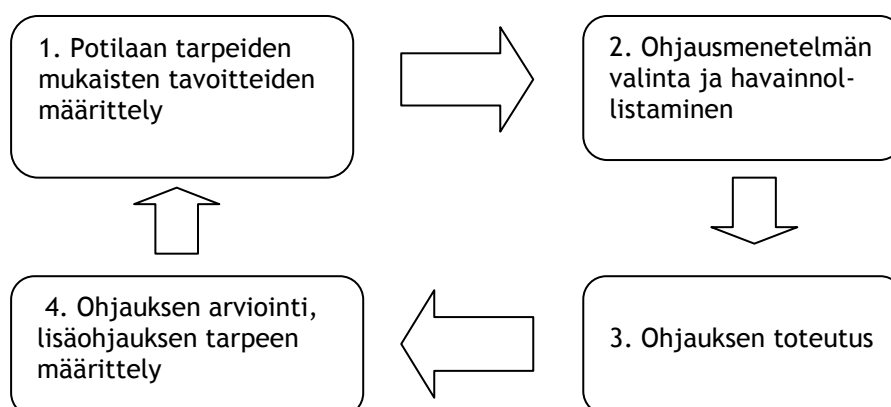 1. Potilaan tarpeiden
mukaisten tavoitteiden
määrittely
2. Ohjausmenetelmän
valinta ja havainnol-
listaminen
3. Ohjauksen toteutus
4. Ohjauksen arviointi,
lisäohjauksen tarpeen
määrittely